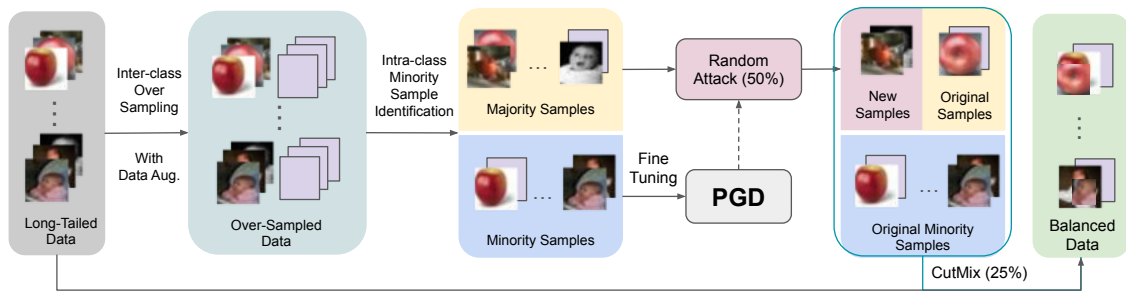 Long-Tailed
Data
Inter-class
Over
Sampling
With
Data Aug.
Over-Sampled
Data
Intra-class
Minority
Sample
Identification
...
Majority Samples
...
Minority Samples
Fine
Tuning
Random
Attack (50%)
PGD
New
Samples
Original
Samples
...
Original Minority
Samples
CutMix (25%)
Balanced
Data